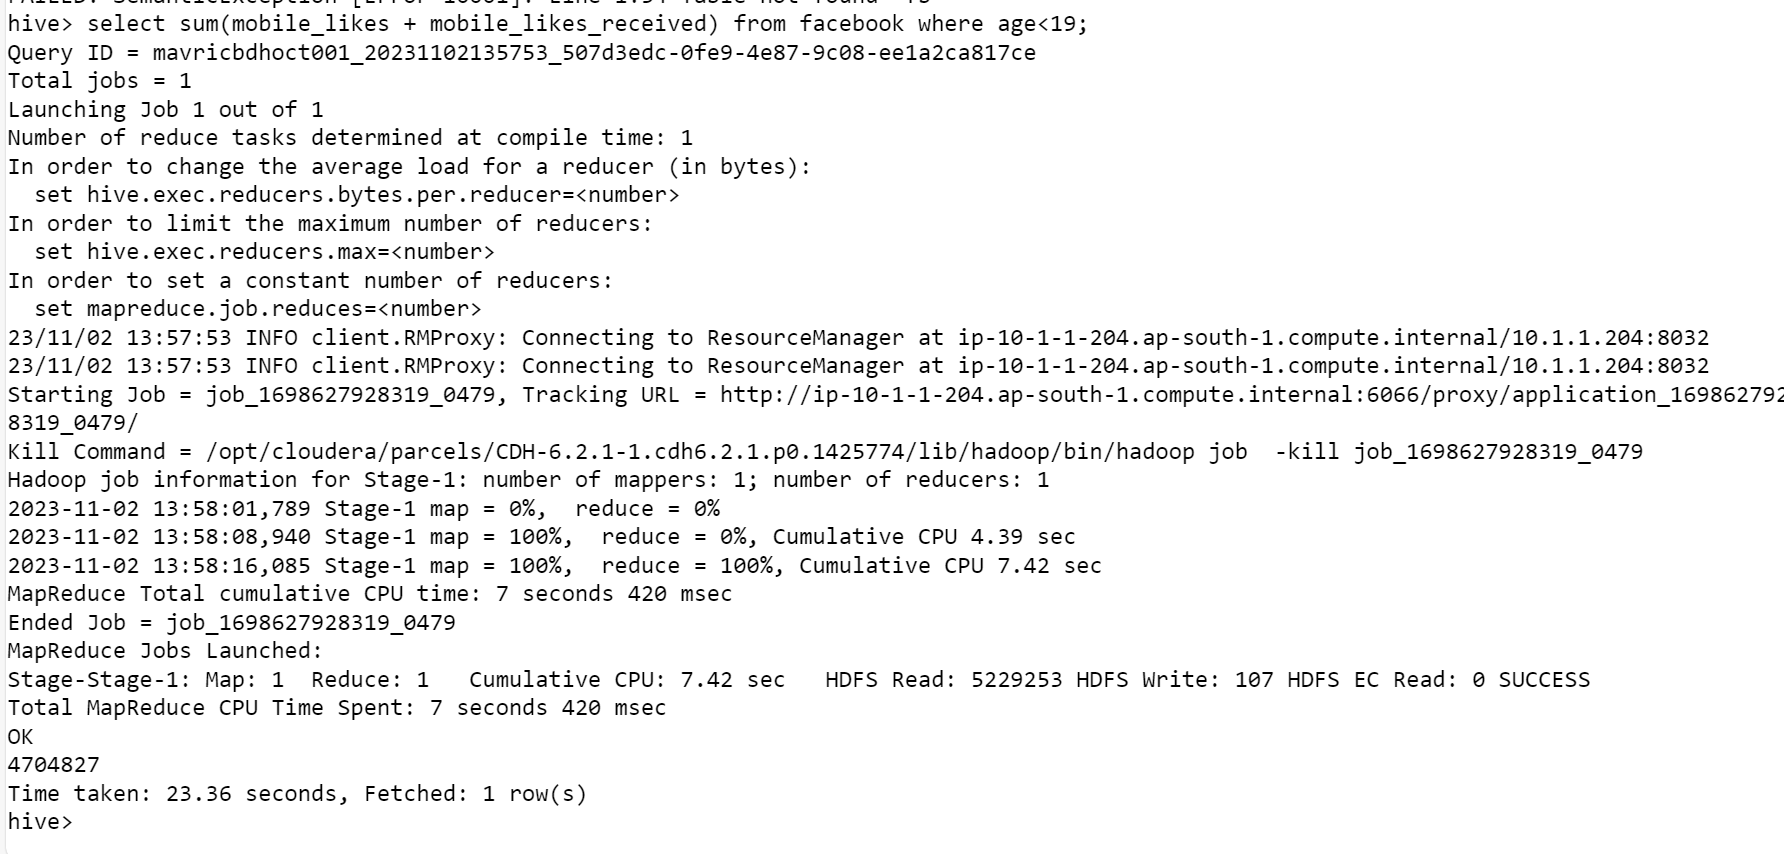 FAILED: SemanticException [Error 10001]: Line 1:54 Table not found 'fb'
hive> select sum(mobile_likes + mobile_likes_received) from facebook where age<19;
Query ID = mavricbdhoct001_20231102135753_507d3edc-0fe9-4e87-9c08-ee1a2ca817ce
Total jobs = 1
Launching Job 1 out of 1
Number of reduce tasks determined at compile time: 1
In order to change the average load for a reducer (in bytes):
  set hive.exec.reducers.bytes.per.reducer=<number>
In order to limit the maximum number of reducers:
  set hive.exec.reducers.max=<number>
In order to set a constant number of reducers:
  set mapreduce.job.reduces=<number>
23/11/02 13:57:53 INFO client.RMProxy: Connecting to ResourceManager at ip-10-1-1-204.ap-south-1.compute.internal/10.1.1.204:8032
23/11/02 13:57:53 INFO client.RMProxy: Connecting to ResourceManager at ip-10-1-1-204.ap-south-1.compute.internal/10.1.1.204:8032
Starting Job = job_1698627928319_0479, Tracking URL = http://ip-10-1-1-204.ap-south-1.compute.internal:6066/proxy/application_169862792
8319_0479/
Kill Command = /opt/cloudera/parcels/CDH-6.2.1-1.cdh6.2.1.p0.1425774/lib/hadoop/bin/hadoop job  -kill job_1698627928319_0479
Hadoop job information for Stage-1: number of mappers: 1; number of reducers: 1
2023-11-02 13:58:01,789 Stage-1 map = 0%,  reduce = 0%
2023-11-02 13:58:08,940 Stage-1 map = 100%,  reduce = 0%, Cumulative CPU 4.39 sec
2023-11-02 13:58:16,085 Stage-1 map = 100%,  reduce = 100%, Cumulative CPU 7.42 sec
MapReduce Total cumulative CPU time: 7 seconds 420 msec
Ended Job = job_1698627928319_0479
MapReduce Jobs Launched:
Stage-Stage-1: Map: 1  Reduce: 1   Cumulative CPU: 7.42 sec   HDFS Read: 5229253 HDFS Write: 107 HDFS EC Read: 0 SUCCESS
Total MapReduce CPU Time Spent: 7 seconds 420 msec
OK
4704827
Time taken: 23.36 seconds, Fetched: 1 row(s)
hive>